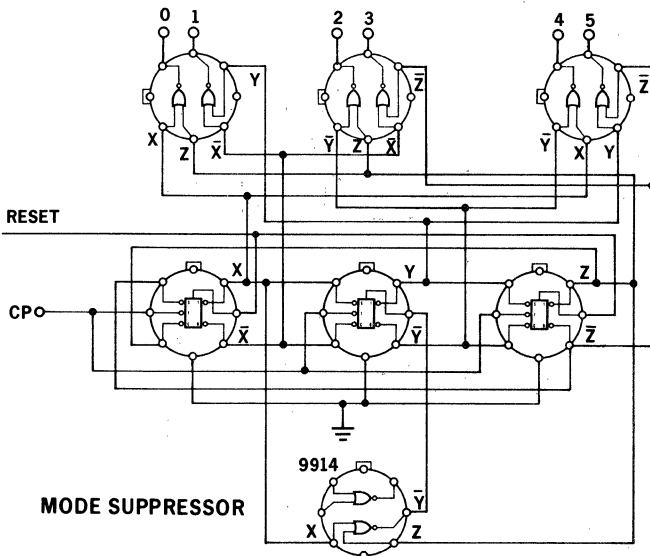 0 1 2 3 4 5
Y Z̅ Z̅
X Z X̅ Y̅ Z X̅ Y̅ X Y
RESET
X Y Z
CP
X̅ Y̅ Z̅
9914
MODE SUPPRESSOR
X Y̅ Z